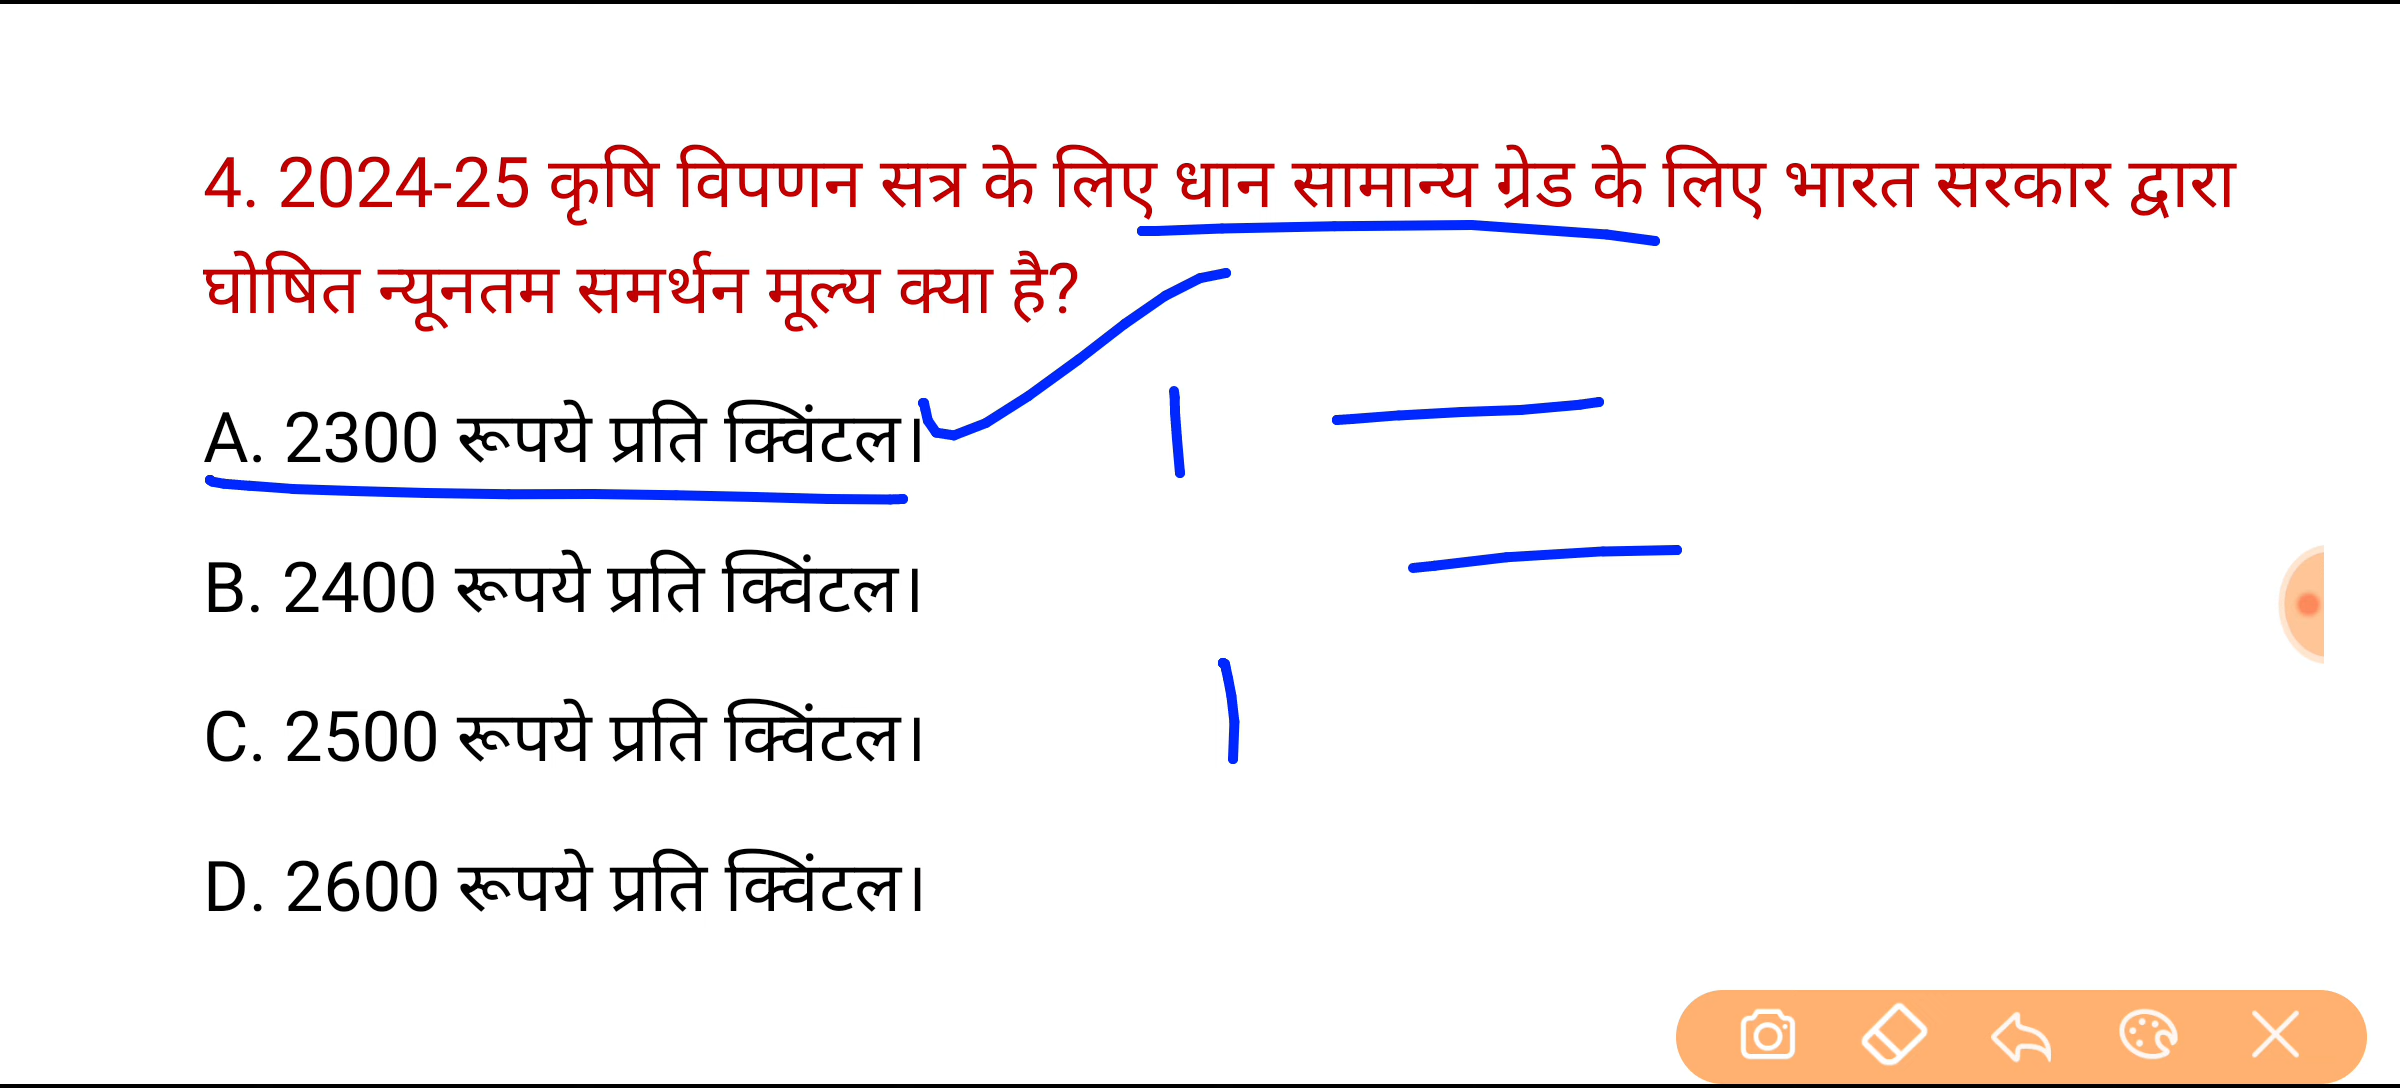 4. 2024-25 कृषि विपणन सत्र के लिए धान सामान्य ग्रेड के लिए भारत सरकार द्वारा
घोषित न्यूनतम समर्थन मूल्य क्या है?
A. 2300 रूपये प्रति क्विंटल।
B. 2400 रूपये प्रति क्विंटल।
C. 2500 रूपये प्रति क्विंटल।
D. 2600 रूपये प्रति क्विंटल।